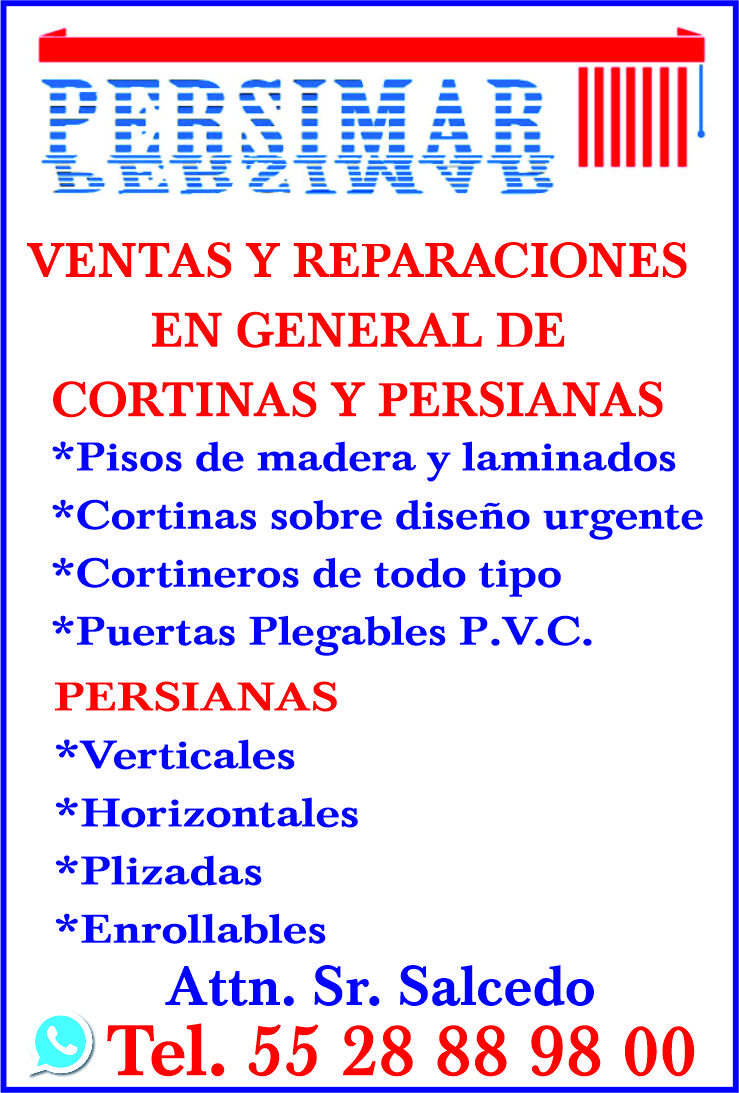 PERSIMAR
VENTAS Y REPARACIONES
EN GENERAL DE
CORTINAS Y PERSIANAS
*Pisos de madera y laminados
*Cortinas sobre diseño urgente
*Cortineros de todo tipo
*Puertas Plegables P.V.C.
PERSIANAS
*Verticales
*Horizontales
*Plizadas
*Enrollables
Attn. Sr. Salcedo
Tel. 55 28 88 98 00